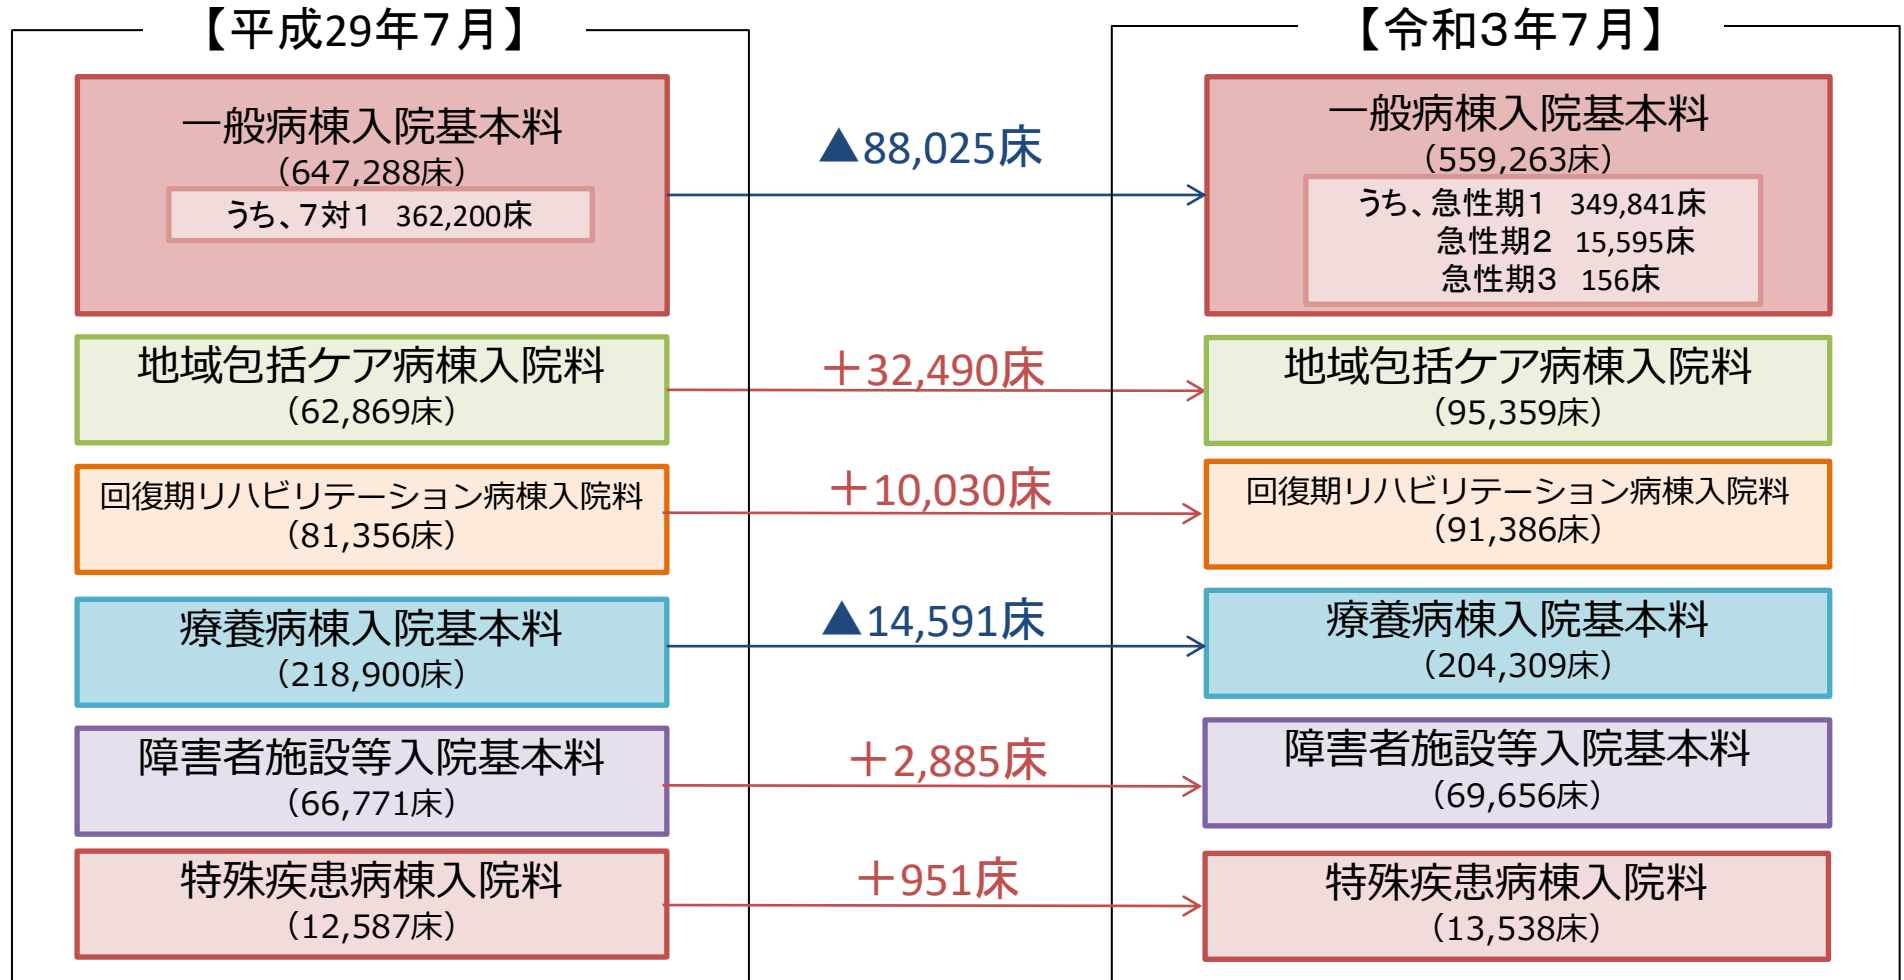 【平成29年７月】
一般病棟入院基本料
（647,288床）
うち、７対１　362,200床
地域包括ケア病棟入院料
（62,869床）
回復期リハビリテーション病棟入院料
（81,356床）
療養病棟入院基本料
（218,900床）
障害者施設等入院基本料
（66,771床）
特殊疾患病棟入院料
（12,587床）
▲88,025床
＋32,490床
＋10,030床
▲14,591床
＋2,885床
＋951床
【令和３年７月】
一般病棟入院基本料
（559,263床）
うち、急性期１　349,841床
急性期２　15,595床
急性期３　156床
地域包括ケア病棟入院料
（95,359床）
回復期リハビリテーション病棟入院料
（91,386床）
療養病棟入院基本料
（204,309床）
障害者施設等入院基本料
（69,656床）
特殊疾患病棟入院料
（13,538床）